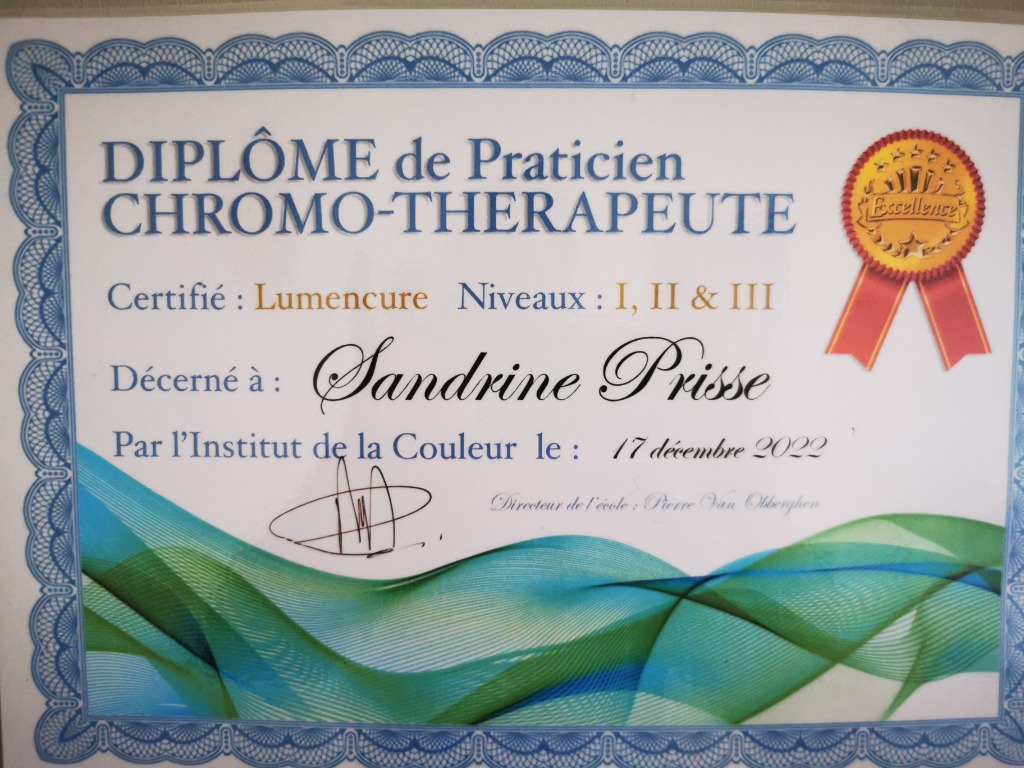 DIPLÔME de Praticien
CHROMO-THERAPEUTE
Excellence
Certifié : Lumencure Niveaux : I, II & III
Décerné à : Sandrine Prisse
Par l'Institut de la Couleur le : 17 décembre 2022
Directeur de l'école : Pierre Van Obberghen